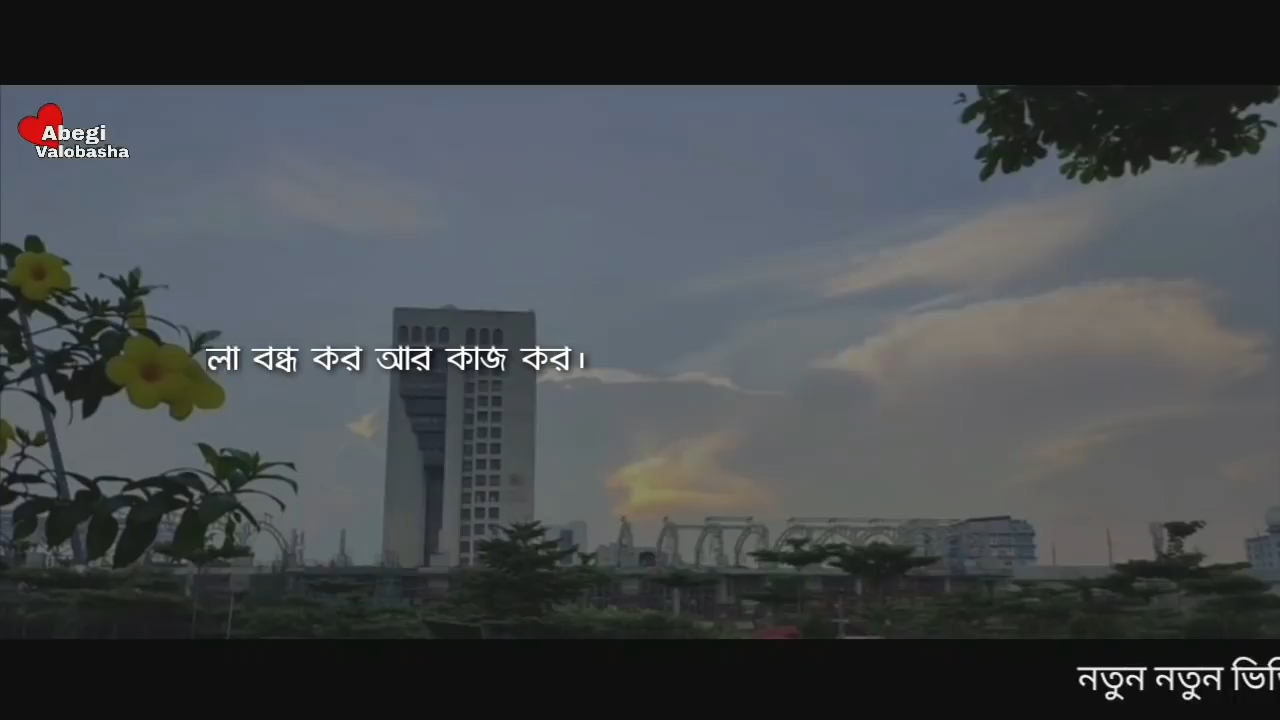 Abegi
Valobasha
লা বন্ধ কর আর কাজ কর।
নতুন নতুন